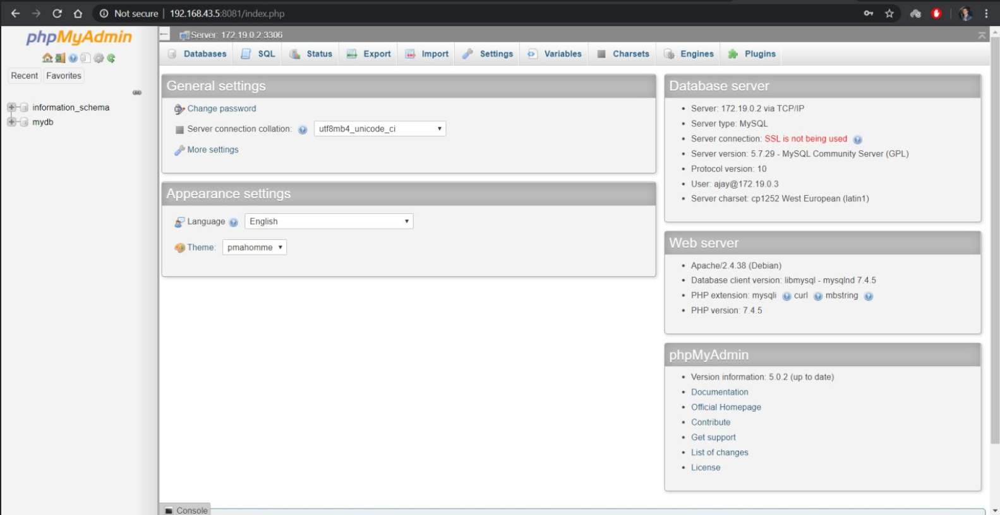 Not secure | 192.168.43.5:8081/index.php
phpMyAdmin
Recent Favorites
information_schema
mydb
Server: 172.19.0.2:3306
Databases SQL Status Export Import Settings Variables Charsets Engines Plugins
General settings
Change password
Server connection collation: utf8mb4_unicode_ci
More settings
Appearance settings
Language English
Theme: pmahomme
Database server
Server: 172.19.0.2 via TCP/IP
Server type: MySQL
Server connection: SSL is not being used
Server version: 5.7.29 - MySQL Community Server (GPL)
Protocol version: 10
User: ajay@172.19.0.3
Server charset: cp1252 West European (latin1)
Web server
Apache/2.4.38 (Debian)
Database client version: libmysql - mysqlnd 7.4.5
PHP extension: mysqli curl mbstring
PHP version: 7.4.5
phpMyAdmin
Version information: 5.0.2 (up to date)
Documentation
Official Homepage
Contribute
Get support
List of changes
License
Console